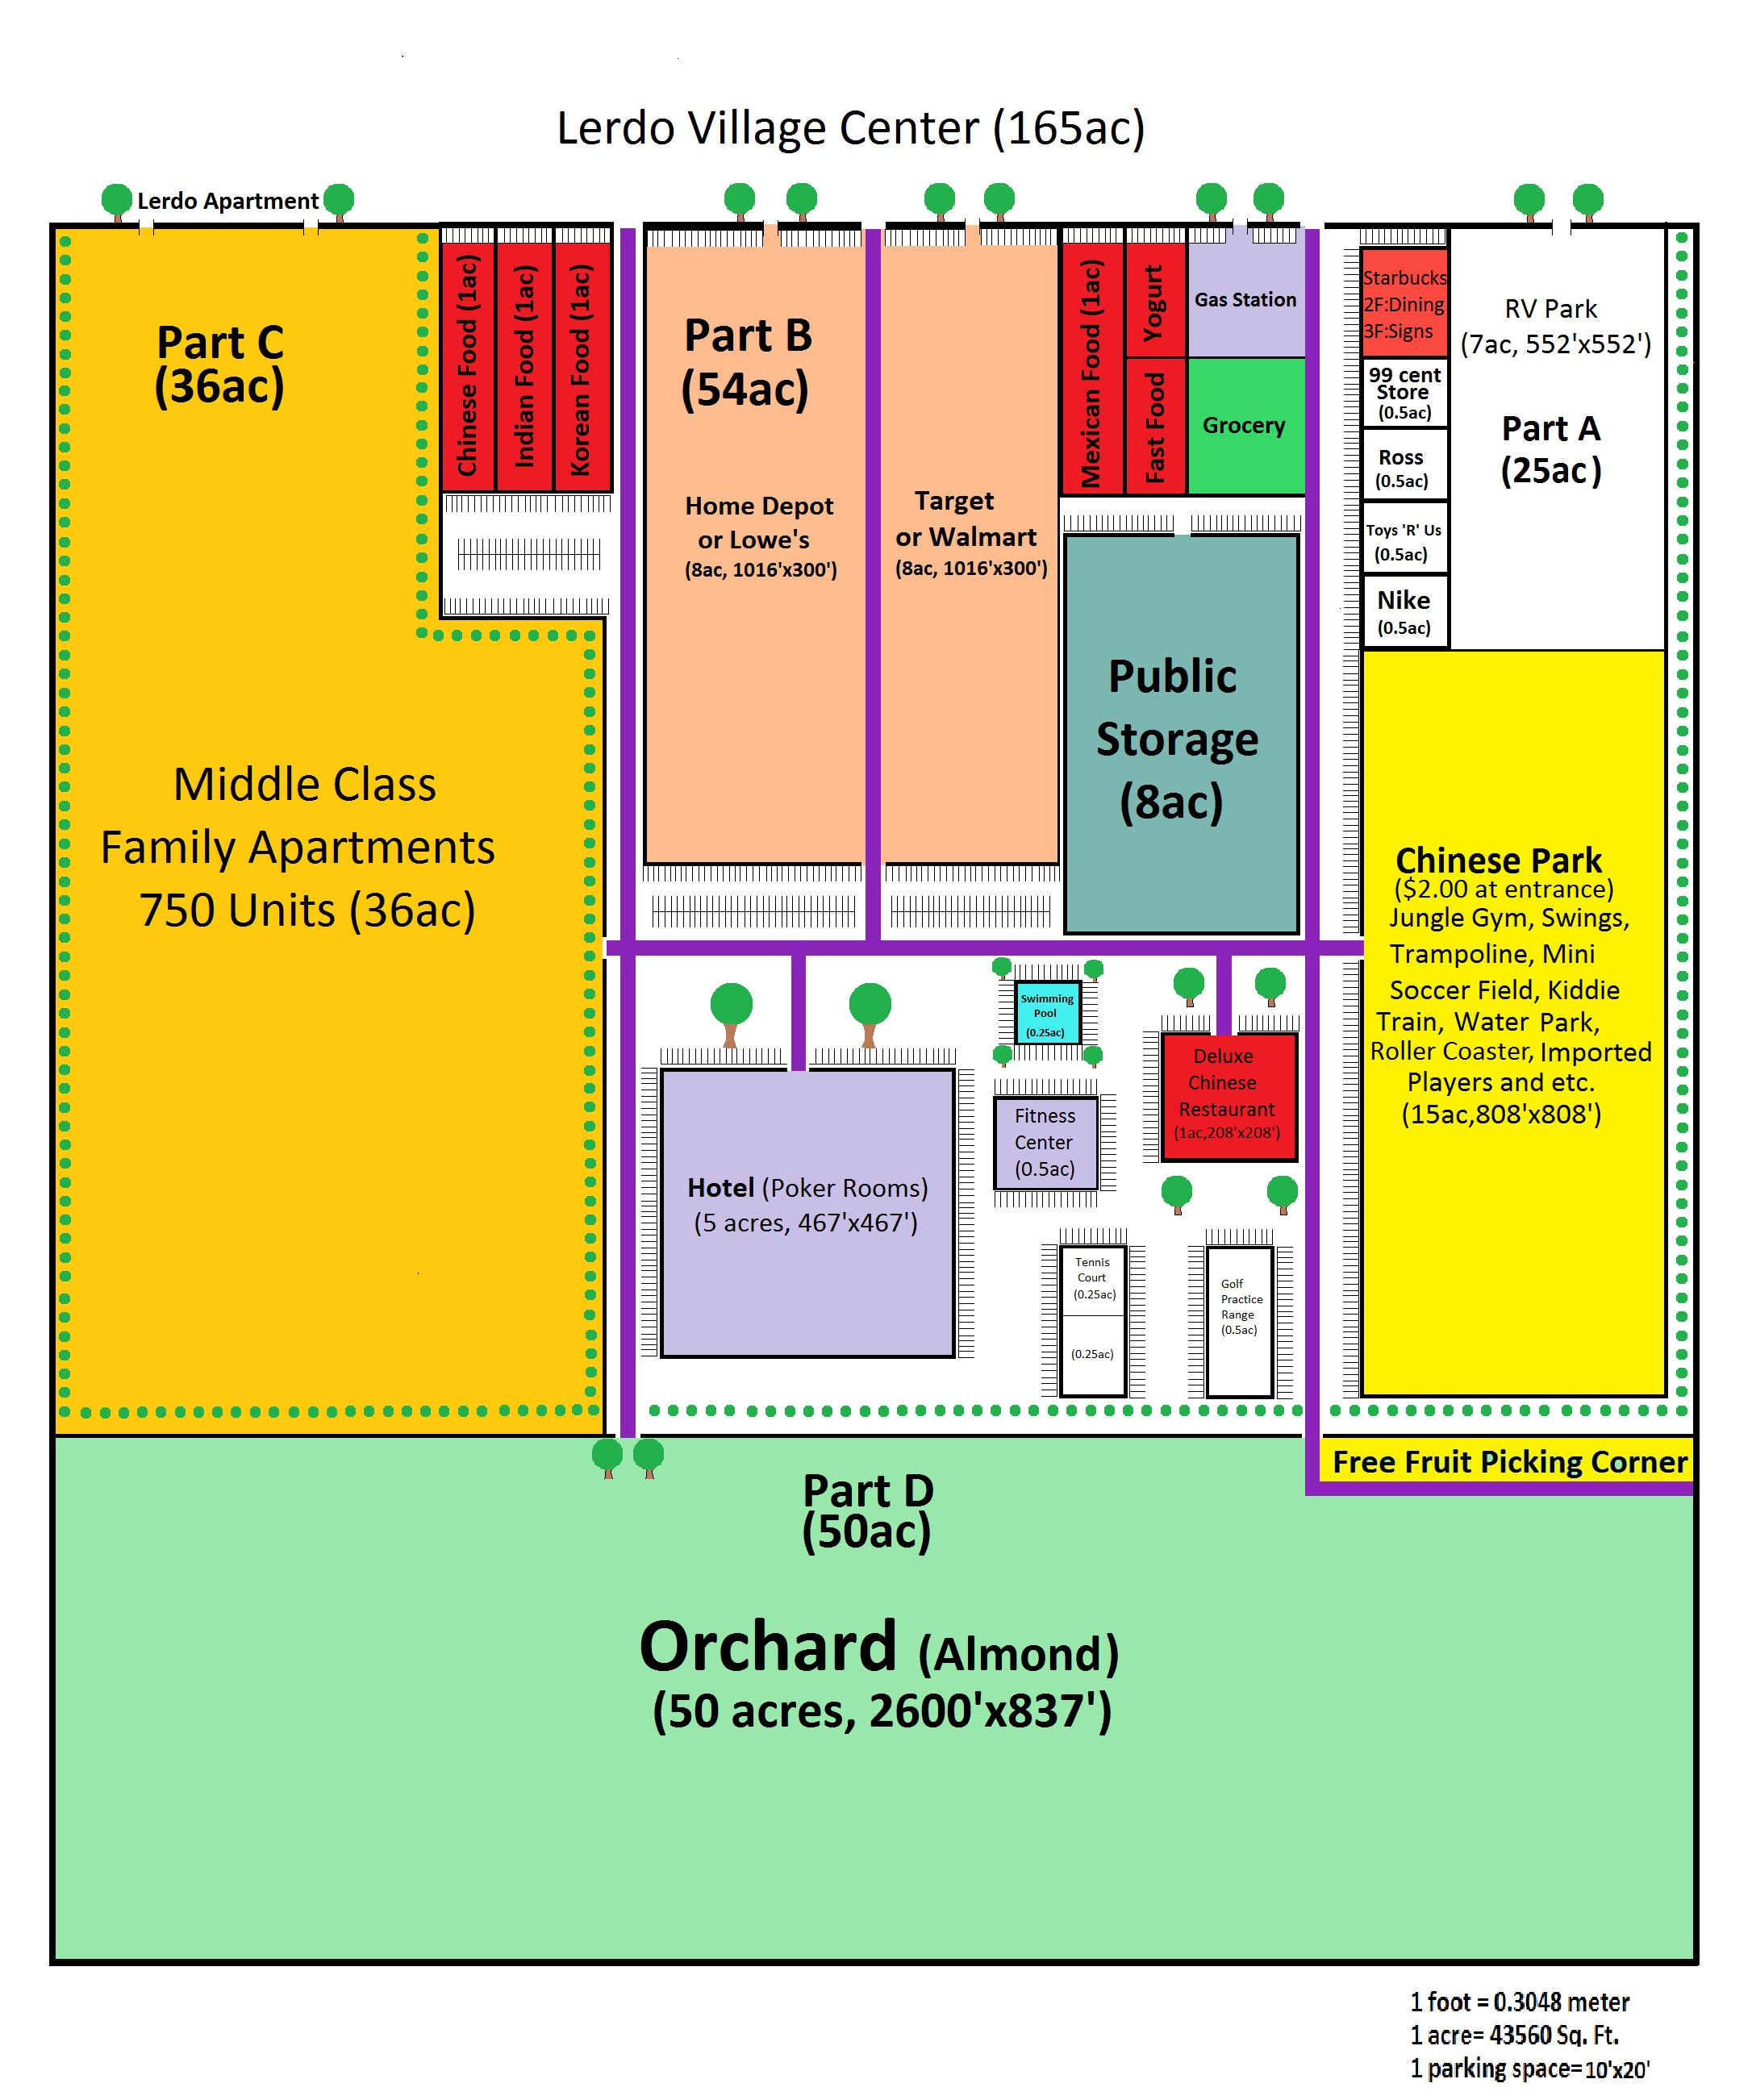 Lerdo Village Center (165ac)
Lerdo Apartment
Part C
(36ac)
Middle Class
Family Apartments
750 Units (36ac)
Chinese Food (1ac)
Indian Food (1ac)
Korean Food (1ac)
Part B
(54ac)
Home Depot
or Lowe's
(8ac, 1016'x300')
Target
or Walmart
(8ac, 1016'x300')
Mexican Food (1ac)
Yogurt
Fast Food
Gas Station
Grocery
Public
Storage
(8ac)
Starbucks
2F:Dining
3F:Signs
99 cent
Store
(0.5ac)
Ross
(0.5ac)
Toys 'R' Us
(0.5ac)
Nike
(0.5ac)
RV Park
(7ac, 552'x552')
Part A
(25ac)
Chinese Park
($2.00 at entrance)
Jungle Gym, Swings,
Trampoline, Mini
Soccer Field, Kiddie
Train, Water Park,
Roller Coaster, Imported
Players and etc.
(15ac,808'x808')
Swimming
Pool
(0.25ac)
Fitness
Center
(0.5ac)
Deluxe
Chinese
Restaurant
(1ac,208'x208')
Hotel (Poker Rooms)
(5 acres, 467'x467')
Tennis
Court
(0.25ac)
(0.25ac)
Golf
Practice
Range
(0.5ac)
Free Fruit Picking Corner
Part D
(50ac)
Orchard (Almond)
(50 acres, 2600'x837')
1 foot = 0.3048 meter
1 acre= 43560 Sq. Ft.
1 parking space= 10'x20'